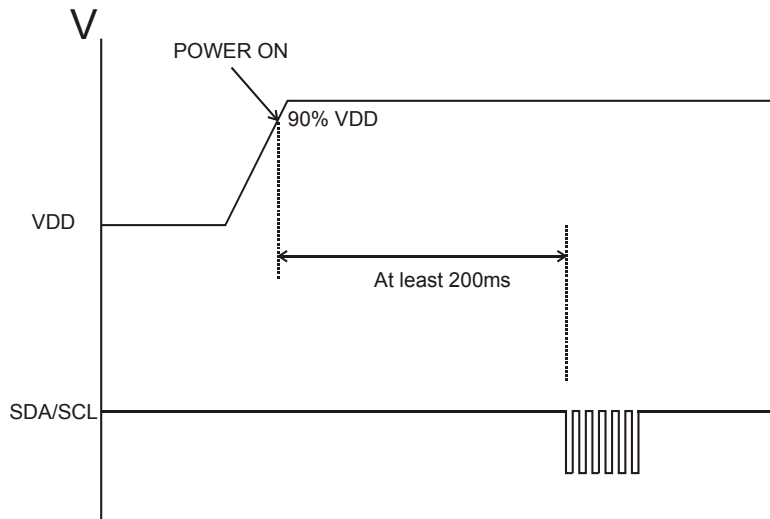 V
POWER ON
90% VDD
VDD
At least 200ms
SDA/SCL